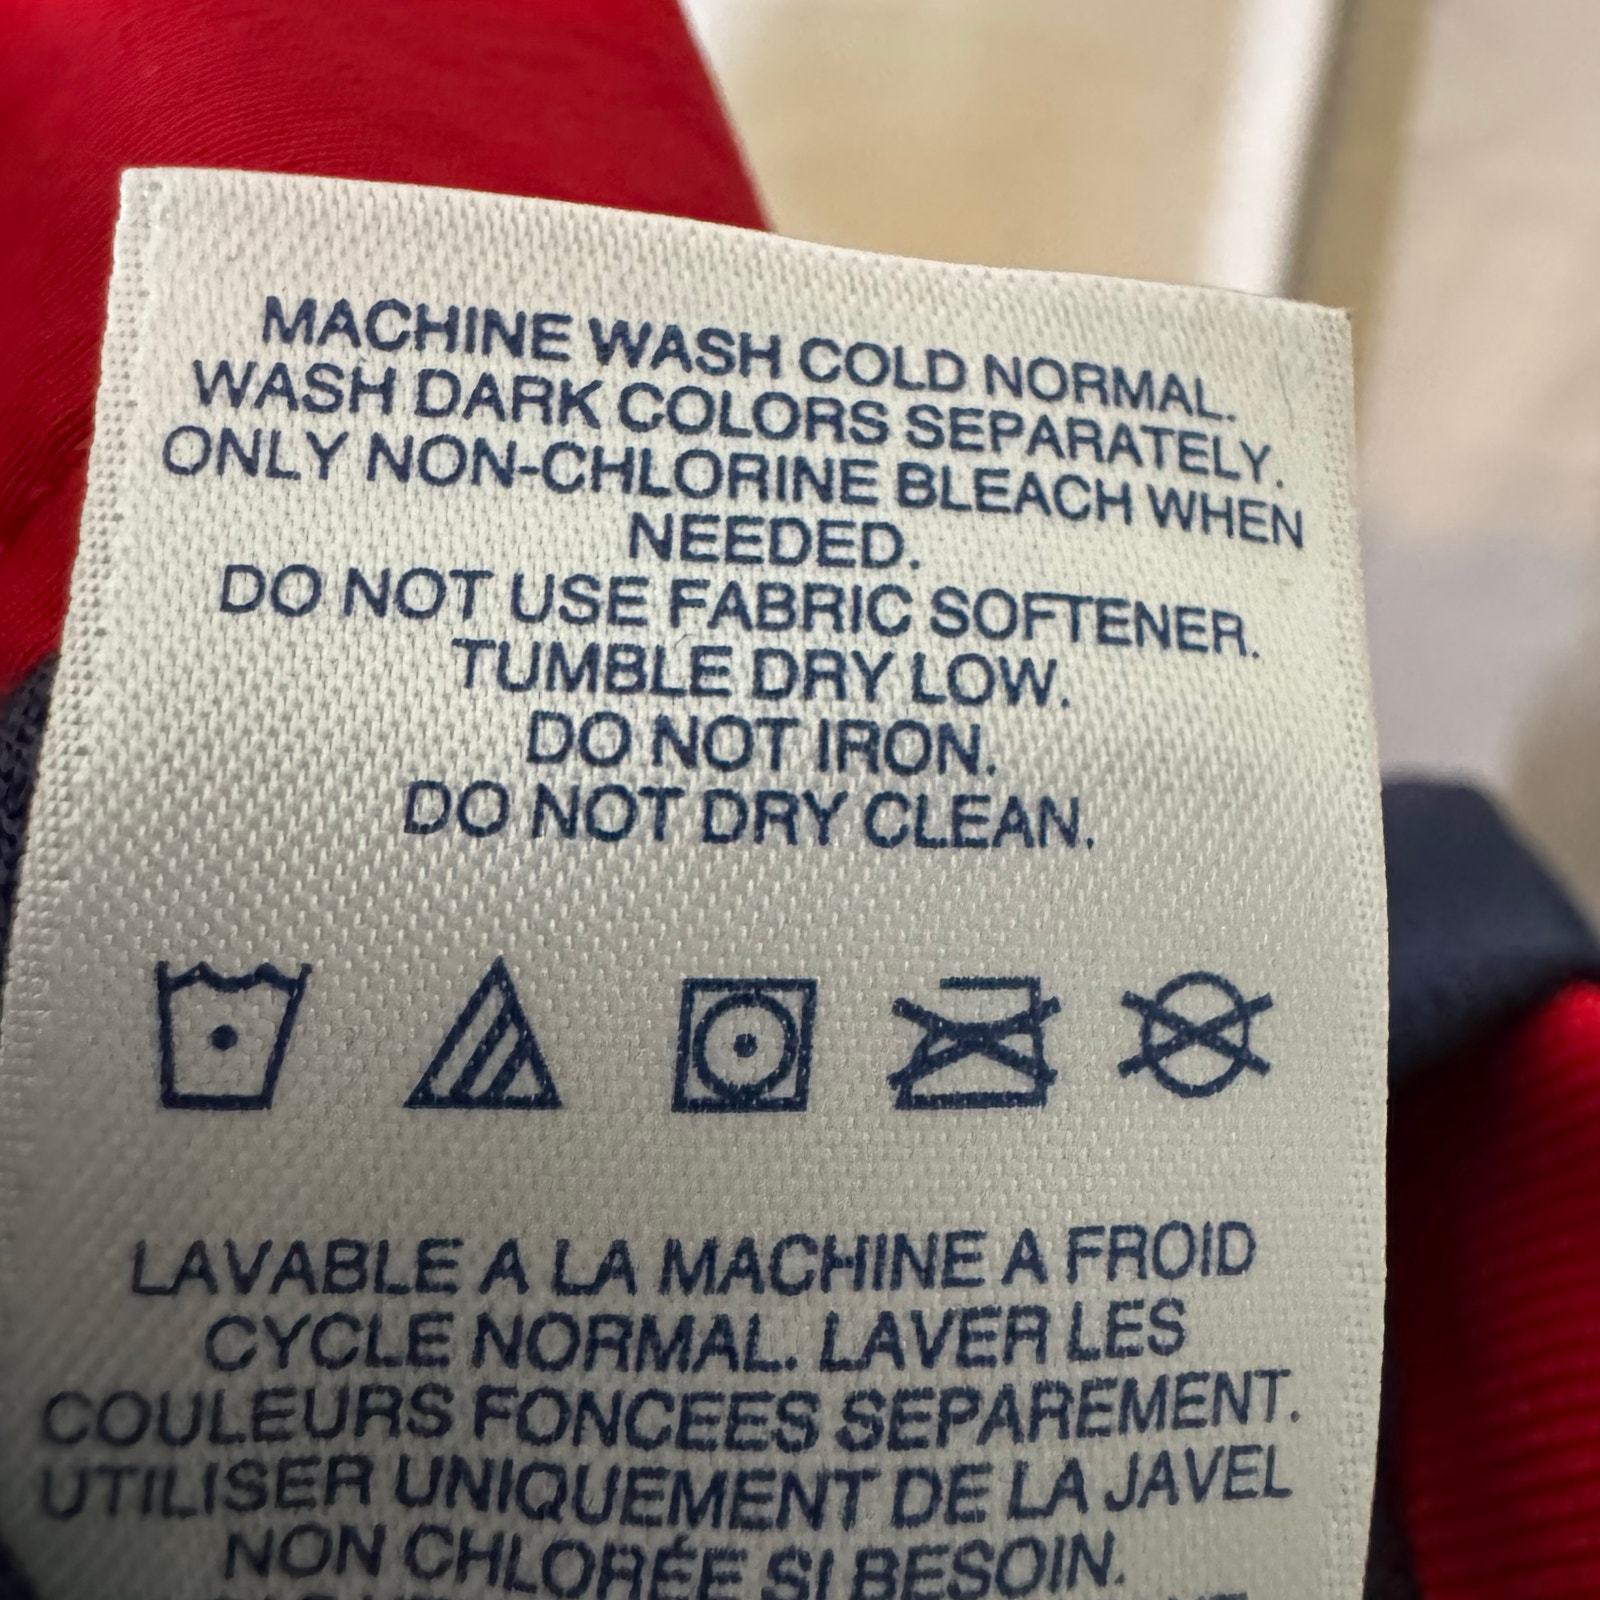 MACHINE WASH COLD NORMAL.
WASH DARK COLORS SEPARATELY.
ONLY NON-CHLORINE BLEACH WHEN
NEEDED.
DO NOT USE FABRIC SOFTENER.
TUMBLE DRY LOW.
DO NOT IRON.
DO NOT DRY CLEAN.
LAVABLE A LA MACHINE A FROID
CYCLE NORMAL. LAVER LES
COULEURS FONCEES SEPAREMENT.
UTILISER UNIQUEMENT DE LA JAVEL
NON CHLORÉE SI BESOIN.